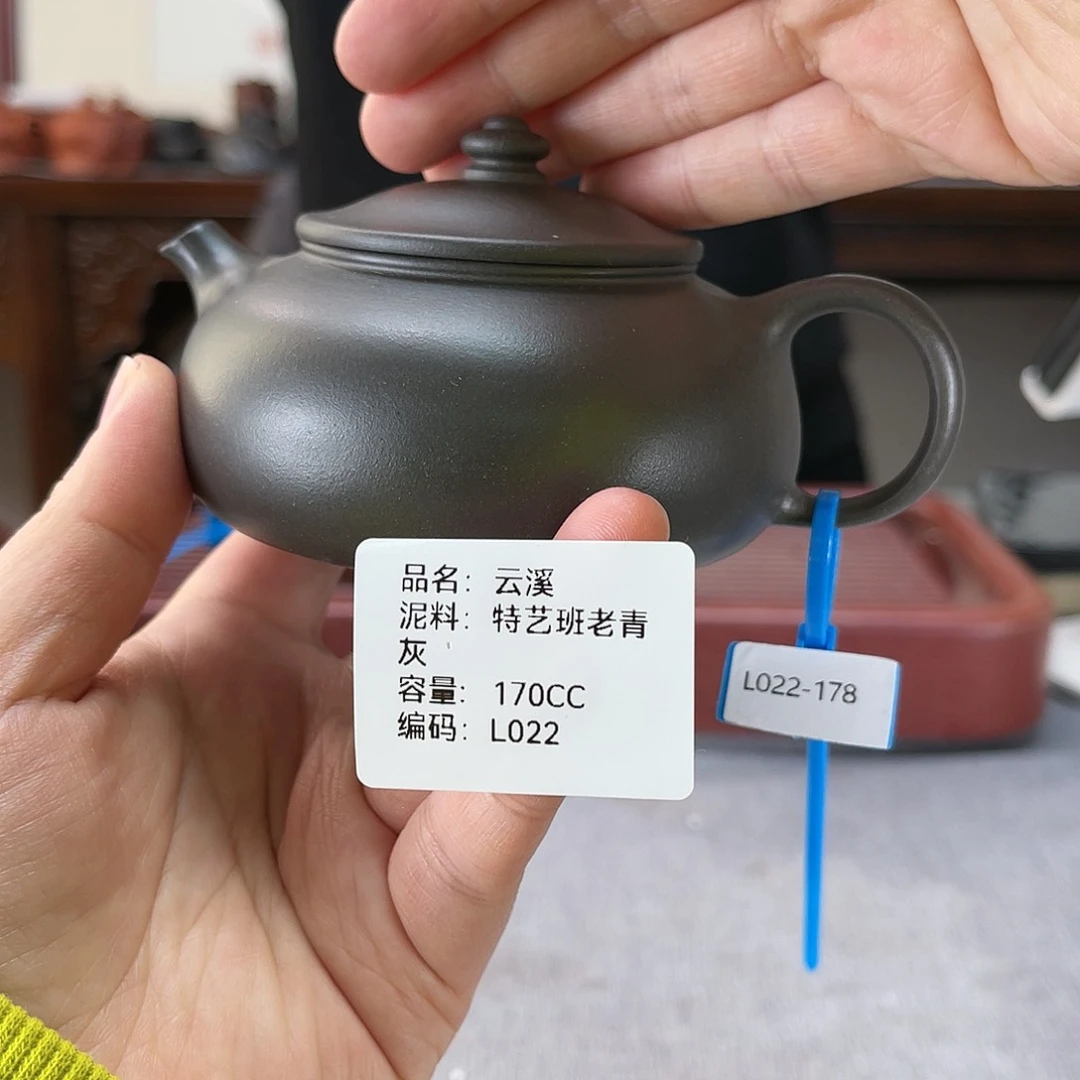 品名：云溪
泥料：特艺班老青
灰
容量：170CC
编码：L022
L022-178